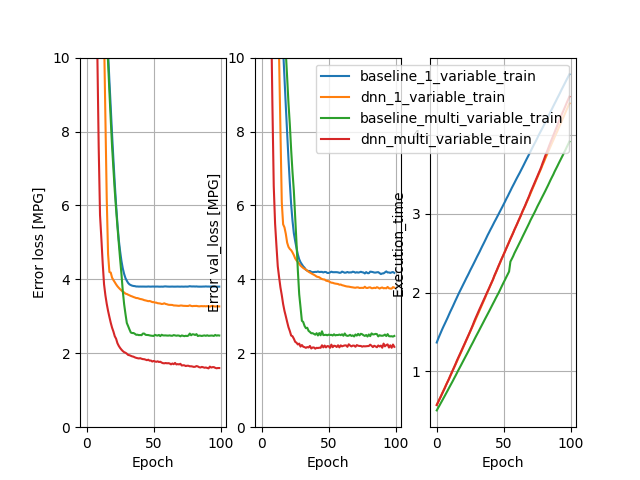 10
8
6
4
2
0
Error loss [MPG]
0
50
100
Epoch
10
8
6
4
2
0
Error val_loss [MPG]
0
50
100
Epoch
baseline_1_variable_train
dnn_1_variable_train
baseline_multi_variable_train
dnn_multi_variable_train
3
2
1
Execution_time
0
50
100
Epoch